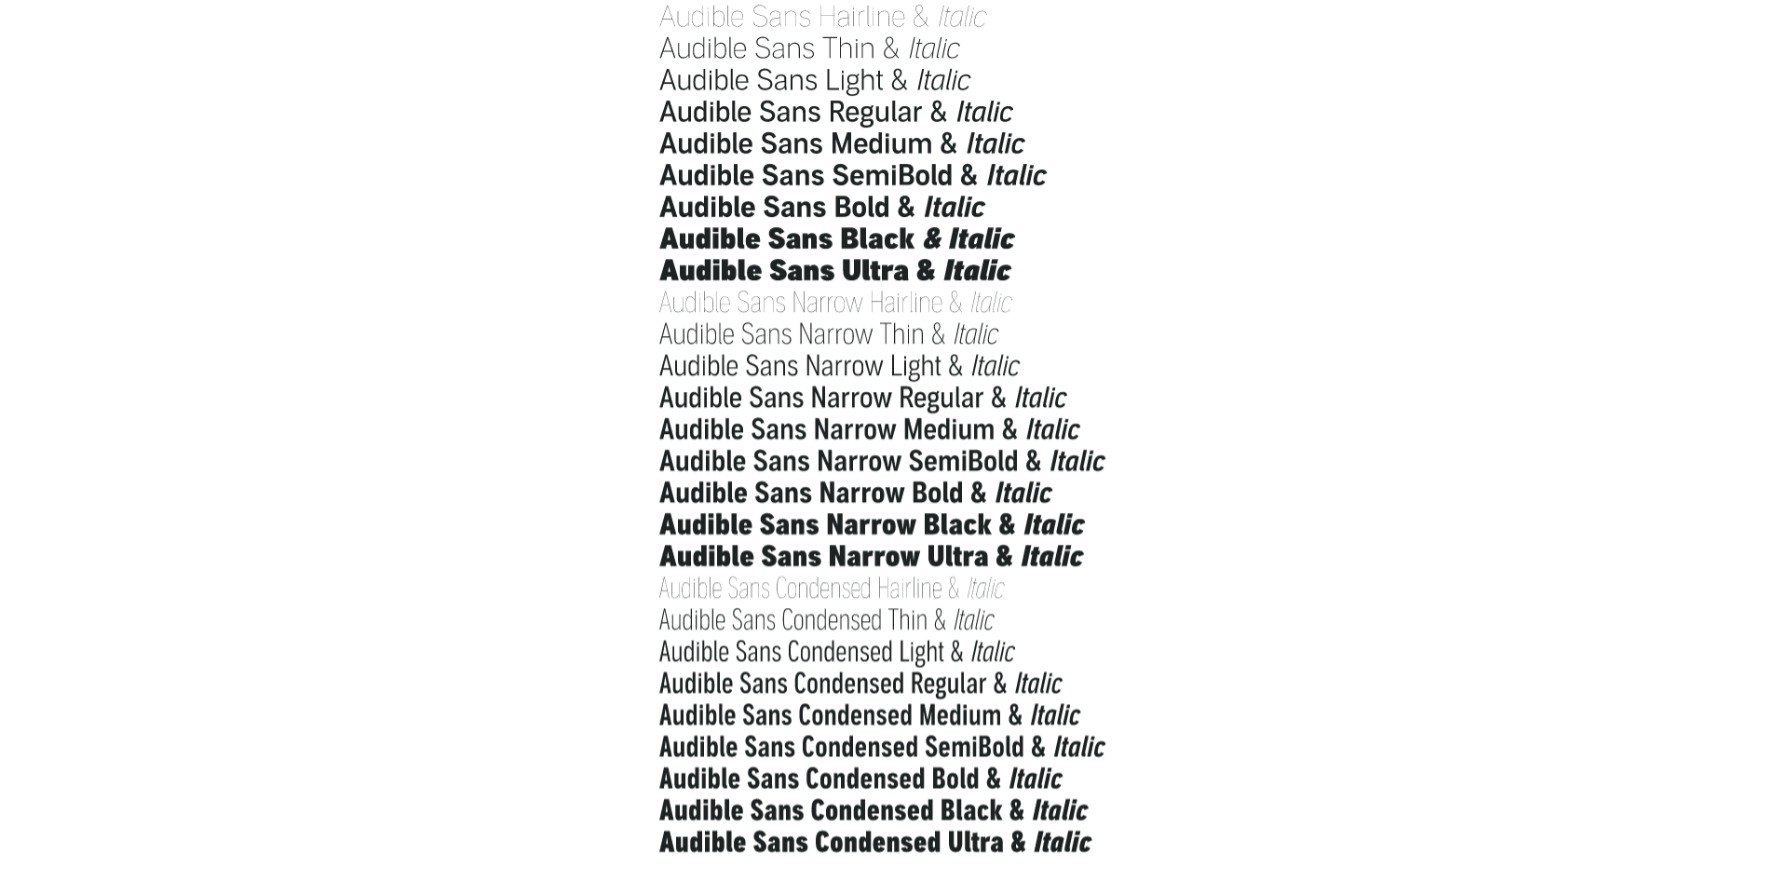 Audible Sans Hairline & Italic
Audible Sans Thin & Italic
Audible Sans Light & Italic
Audible Sans Regular & Italic
Audible Sans Medium & Italic
Audible Sans SemiBold & Italic
Audible Sans Bold & Italic
Audible Sans Black & Italic
Audible Sans Ultra & Italic
Audible Sans Narrow Hairline & Italic
Audible Sans Narrow Thin & Italic
Audible Sans Narrow Light & Italic
Audible Sans Narrow Regular & Italic
Audible Sans Narrow Medium & Italic
Audible Sans Narrow SemiBold & Italic
Audible Sans Narrow Bold & Italic
Audible Sans Narrow Black & Italic
Audible Sans Narrow Ultra & Italic
Audible Sans Condensed Hairline & Italic
Audible Sans Condensed Thin & Italic
Audible Sans Condensed Light & Italic
Audible Sans Condensed Regular & Italic
Audible Sans Condensed Medium & Italic
Audible Sans Condensed SemiBold & Italic
Audible Sans Condensed Bold & Italic
Audible Sans Condensed Black & Italic
Audible Sans Condensed Ultra & Italic